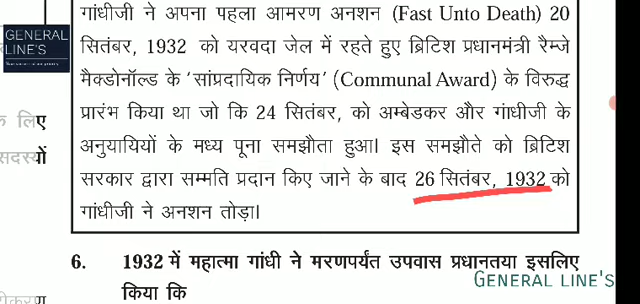 गांधीजी ने अपना पहला आमरण अनशन (Fast Unto Death) 20
सितंबर, 1932 को यरवदा जेल में रहते हुए ब्रिटिश प्रधानमंत्री रैम्जे
मैक्डोनॉल्ड के ‘सांप्रदायिक निर्णय’ (Communal Award) के विरुद्ध
प्रारंभ किया था जो कि 24 सितंबर, को अम्बेडकर और गांधीजी के
अनुयायियों के मध्य पूना समझौता हुआ। इस समझौते को ब्रिटिश
सरकार द्वारा सम्मति प्रदान किए जाने के बाद 26 सितंबर, 1932 को
गांधीजी ने अनशन तोड़ा।
6. 1932 में महात्मा गांधी ने मरणपर्यंत उपवास प्रधानतया इसलिए
किया कि
GENERAL
LINE'S
के लिए
सदस्यों
GENERAL LINE'S